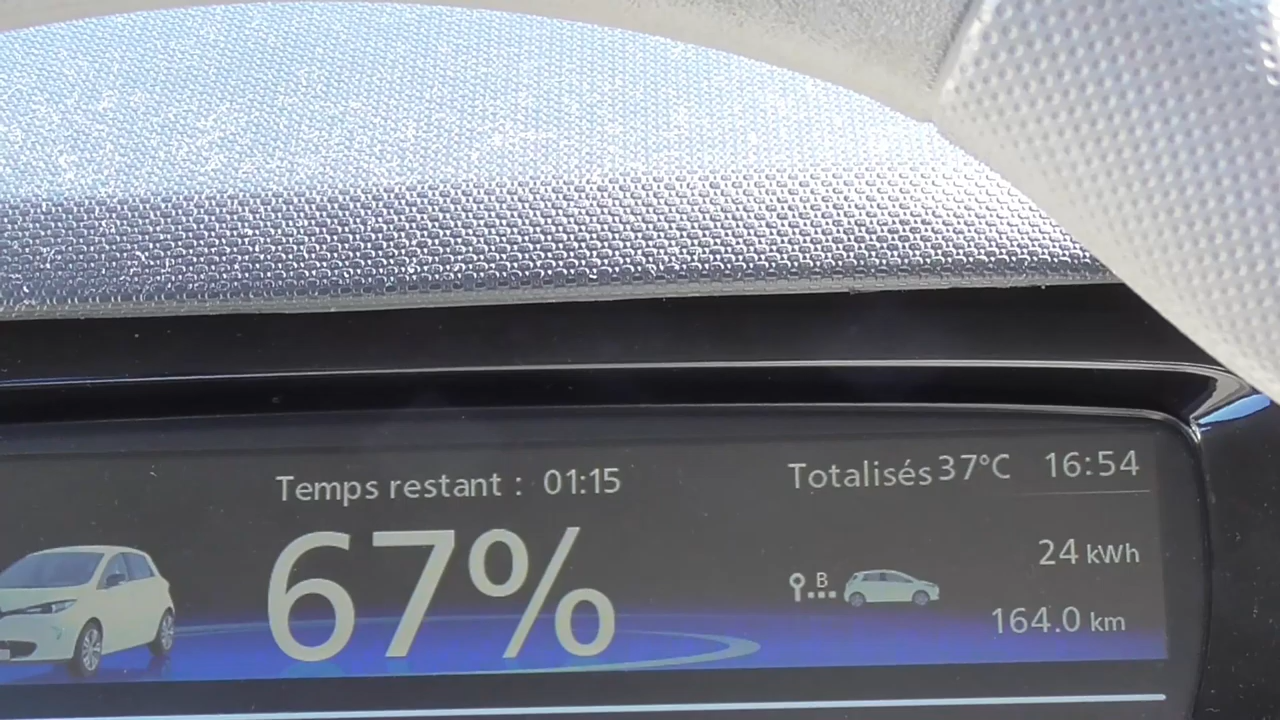 Temps restant : 01:15
67%
Totalisés 37°C 16:54
24 kWh
B
164.0 km